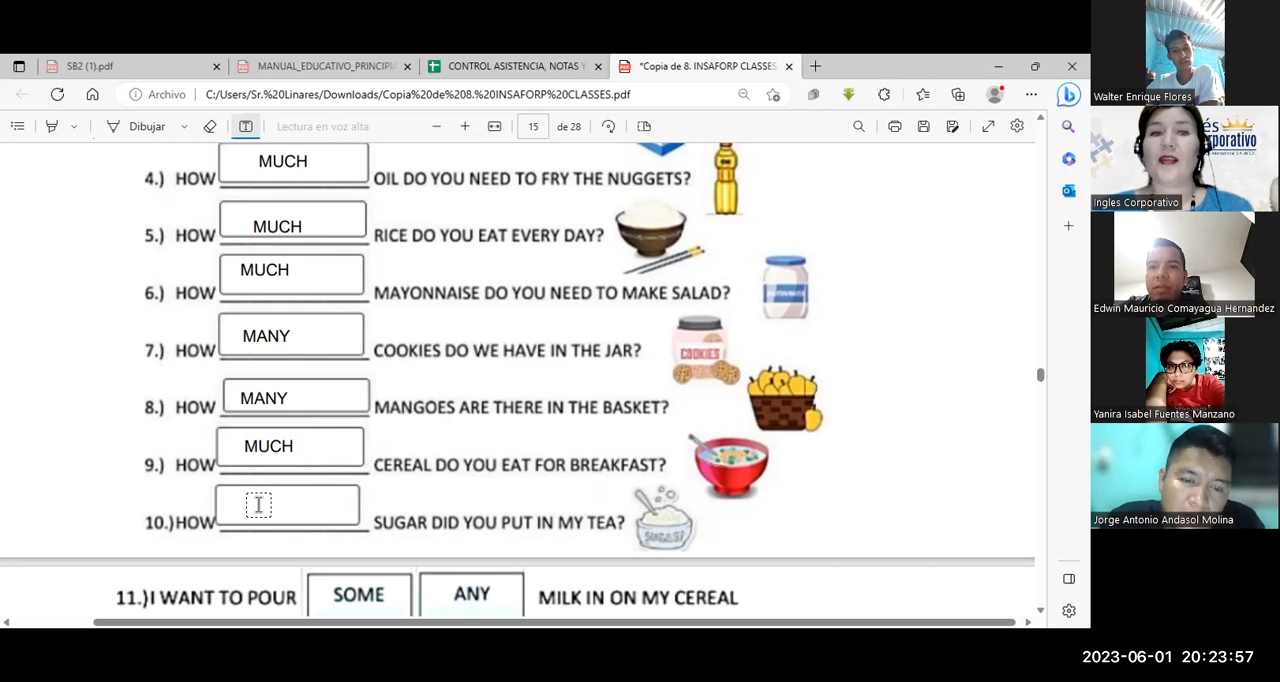 SB2 (1).pdf
MANUAL_EDUCATIVO_PRINCIPI
CONTROL ASISTENCIA, NOTAS Y
*Copia de 8. INSAFORP CLASSES.
Archivo
C:/Users/Sr.%20Linares/Downloads/Copia%20de%208.%20INSAFORP%20CLASSES.pdf
Dibujar
Lectura en voz alta
15
de 28
4.) HOW MUCH OIL DO YOU NEED TO FRY THE NUGGETS?
5.) HOW MUCH RICE DO YOU EAT EVERY DAY?
6.) HOW MUCH MAYONNAISE DO YOU NEED TO MAKE SALAD?
MAYONNAISE
7.) HOW MANY COOKIES DO WE HAVE IN THE JAR?
COOKIES
8.) HOW MANY MANGOES ARE THERE IN THE BASKET?
9.) HOW MUCH CEREAL DO YOU EAT FOR BREAKFAST?
10.)HOW SUGAR DID YOU PUT IN MY TEA?
SUGAR
11.)I WANT TO POUR SOME ANY MILK IN ON MY CEREAL
Walter Enrique Flores
Ingles Corporativo
Edwin Mauricio Comayagua Hernandez
Yanira Isabel Fuentes Manzano
Jorge Antonio Andasol Molina
2023-06-01 20:23:57